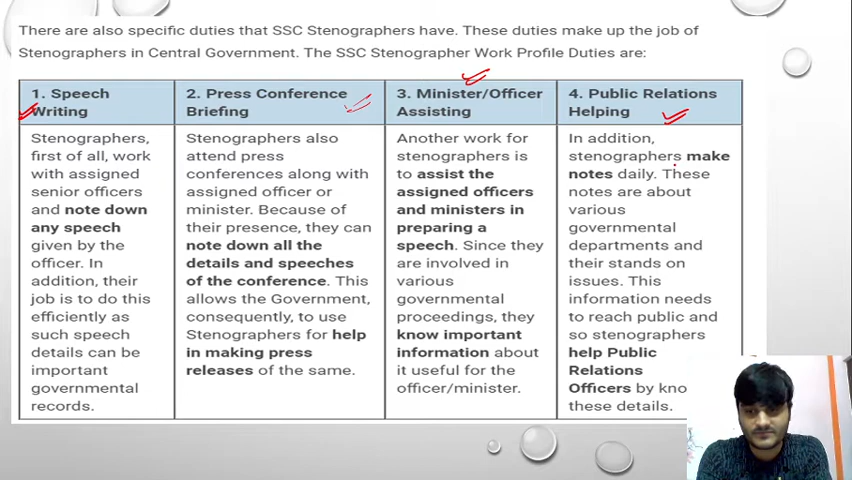 There are also specific duties that SSC Stenographers have. These duties make up the job of
Stenographers in Central Government. The SSC Stenographer Work Profile Duties are:
1. Speech
Writing
Stenographers,
first of all, work
with assigned
senior officers
and note down
any speech
given by the
officer. In
addition, their
job is to do this
efficiently as
such speech
details can be
important
governmental
records.
2. Press Conference
Briefing
Stenographers also
attend press
conferences along with
assigned officer or
minister. Because of
their presence, they can
note down all the
details and speeches
of the conference. This
allows the Government,
consequently, to use
Stenographers for help
in making press
releases of the same.
3. Minister/Officer
Assisting
Another work for
stenographers is
to assist the
assigned officers
and ministers in
preparing a
speech. Since they
are involved in
various
governmental
proceedings, they
know important
information about
it useful for the
officer/minister.
4. Public Relations
Helping
In addition,
stenographers make
notes daily. These
notes are about
various
governmental
departments and
their stands on
issues. This
information needs
to reach public and
so stenographers
help Public
Relations
Officers by
these details.